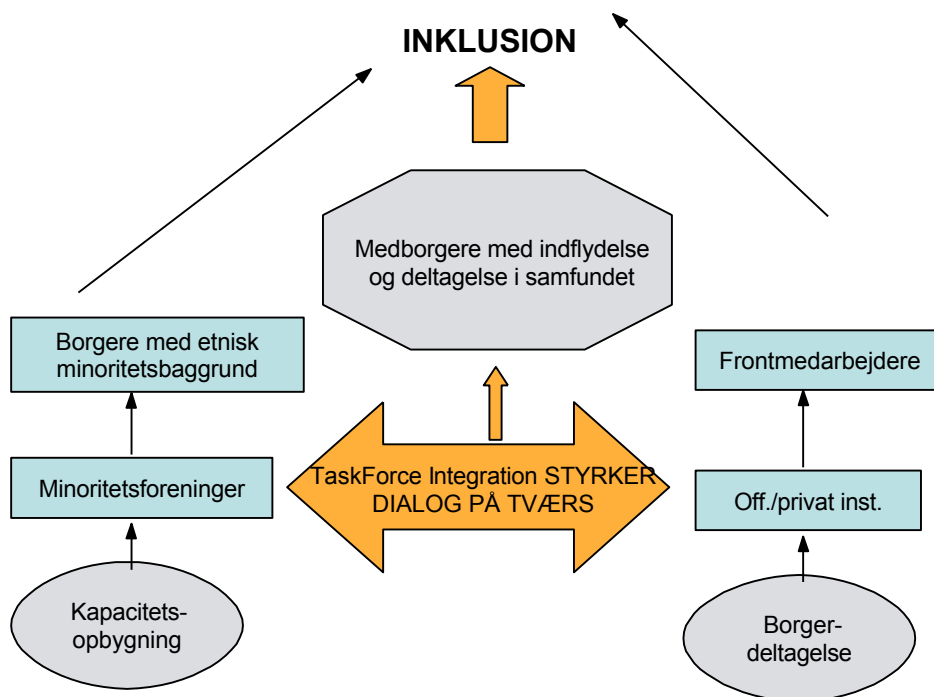 INKLUSION
Medborgere med indflydelse
og deltagelse i samfundet
Borgere med etnisk
minoritetsbaggrund
Frontmedarbejdere
Minoritetsforeninger
TaskForce Integration STYRKER
DIALOG PÅ TVÆRS
Off./privat inst.
Kapacitets-
opbygning
Borger-
deltagelse